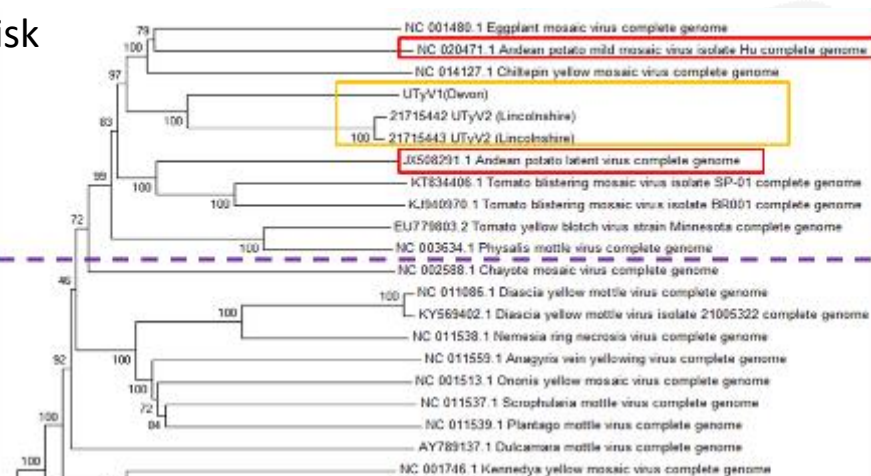 isk
79
NC 001480.1 Eggplant mosaic virus complete genome
100
NC 020471.1 Andean potato mild mosaic virus isolate Hu complete genome
97
NC 014127.1 Chiltepin yellow mosaic virus complete genome
UTyV1(Devon)
83
100
21715442 UTyV2 (Lincolnshire)
100
21715443 UTyV2 (Lincolnshire)
JX508291.1 Andean potato latent virus complete genome
99
100
KT834406.1 Tomato blistering mosaic virus isolate SP-01 complete genome
100
KJ940970.1 Tomato blistering mosaic virus isolate BR001 complete genome
72
EU779803.2 Tomato yellow blotch virus strain Minnesota complete genome
100
NC 003634.1 Physalis mottle virus complete genome
NC 002588.1 Chayote mosaic virus complete genome
46
100
NC 011086.1 Diascia yellow mottle virus complete genome
100
KY569402.1 Diascia yellow mottle virus isolate 21005322 complete genome
NC 011538.1 Nemesia ring necrosis virus complete genome
92
100
NC 011559.1 Anagyris vein yellowing virus complete genome
100
NC 001513.1 Ononis yellow mosaic virus complete genome
72
NC 011537.1 Scrophularia mottle virus complete genome
84
NC 011539.1 Plantago mottle virus complete genome
100
AY789137.1 Dulcamara mottle virus complete genome
100
NC 001746.1 Kennedya yellow mosaic virus complete genome